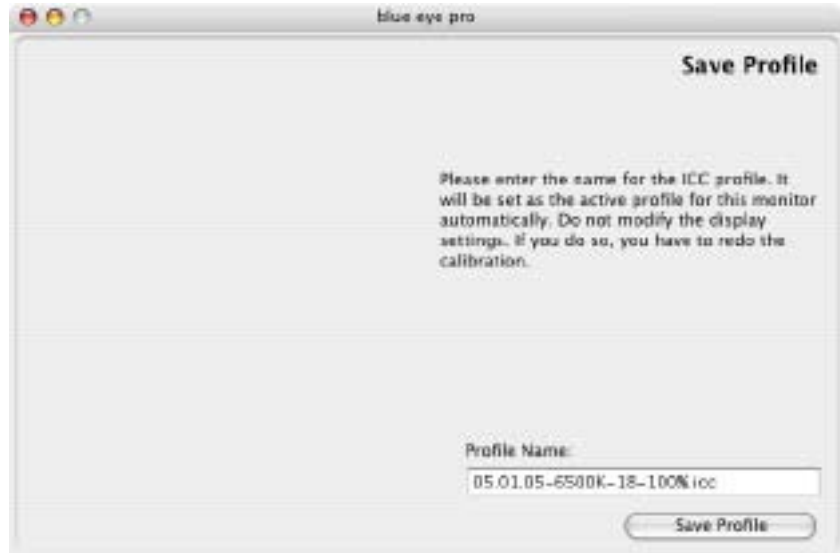 blue eye pro
Save Profile
Please enter the name for the ICC profile. It
will be set as the active profile for this monitor
automatically. Do not modify the display
settings. If you do so, you have to redo the
calibration.
Profile Name:
05.01.05-6500K-18-100%.icc
Save Profile